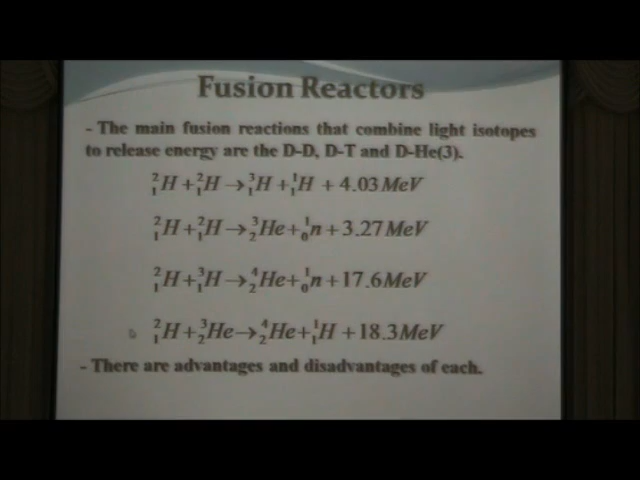 Fusion Reactors
- The main fusion reactions that combine light isotopes
to release energy are the D-D, D-T and D-He(3).
²₁H + ²₁H → ³₁H + ¹₁H + 4.03 MeV
²₁H + ²₁H → ³₂He + ¹₀n + 3.27 MeV
²₁H + ³₁H → ⁴₂He + ¹₀n + 17.6 MeV
²₁H + ³₂He → ⁴₂He + ¹₁H + 18.3 MeV
- There are advantages and disadvantages of each.